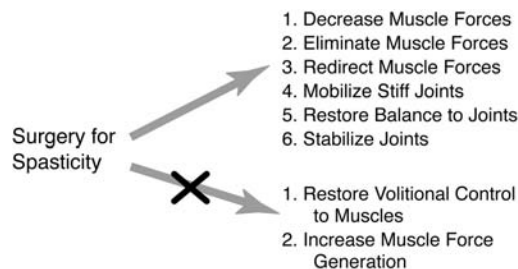 1. Decrease Muscle Forces
2. Eliminate Muscle Forces
3. Redirect Muscle Forces
4. Mobilize Stiff Joints
5. Restore Balance to Joints
6. Stabilize Joints
Surgery for
Spasticity
1. Restore Volitional Control
to Muscles
2. Increase Muscle Force
Generation